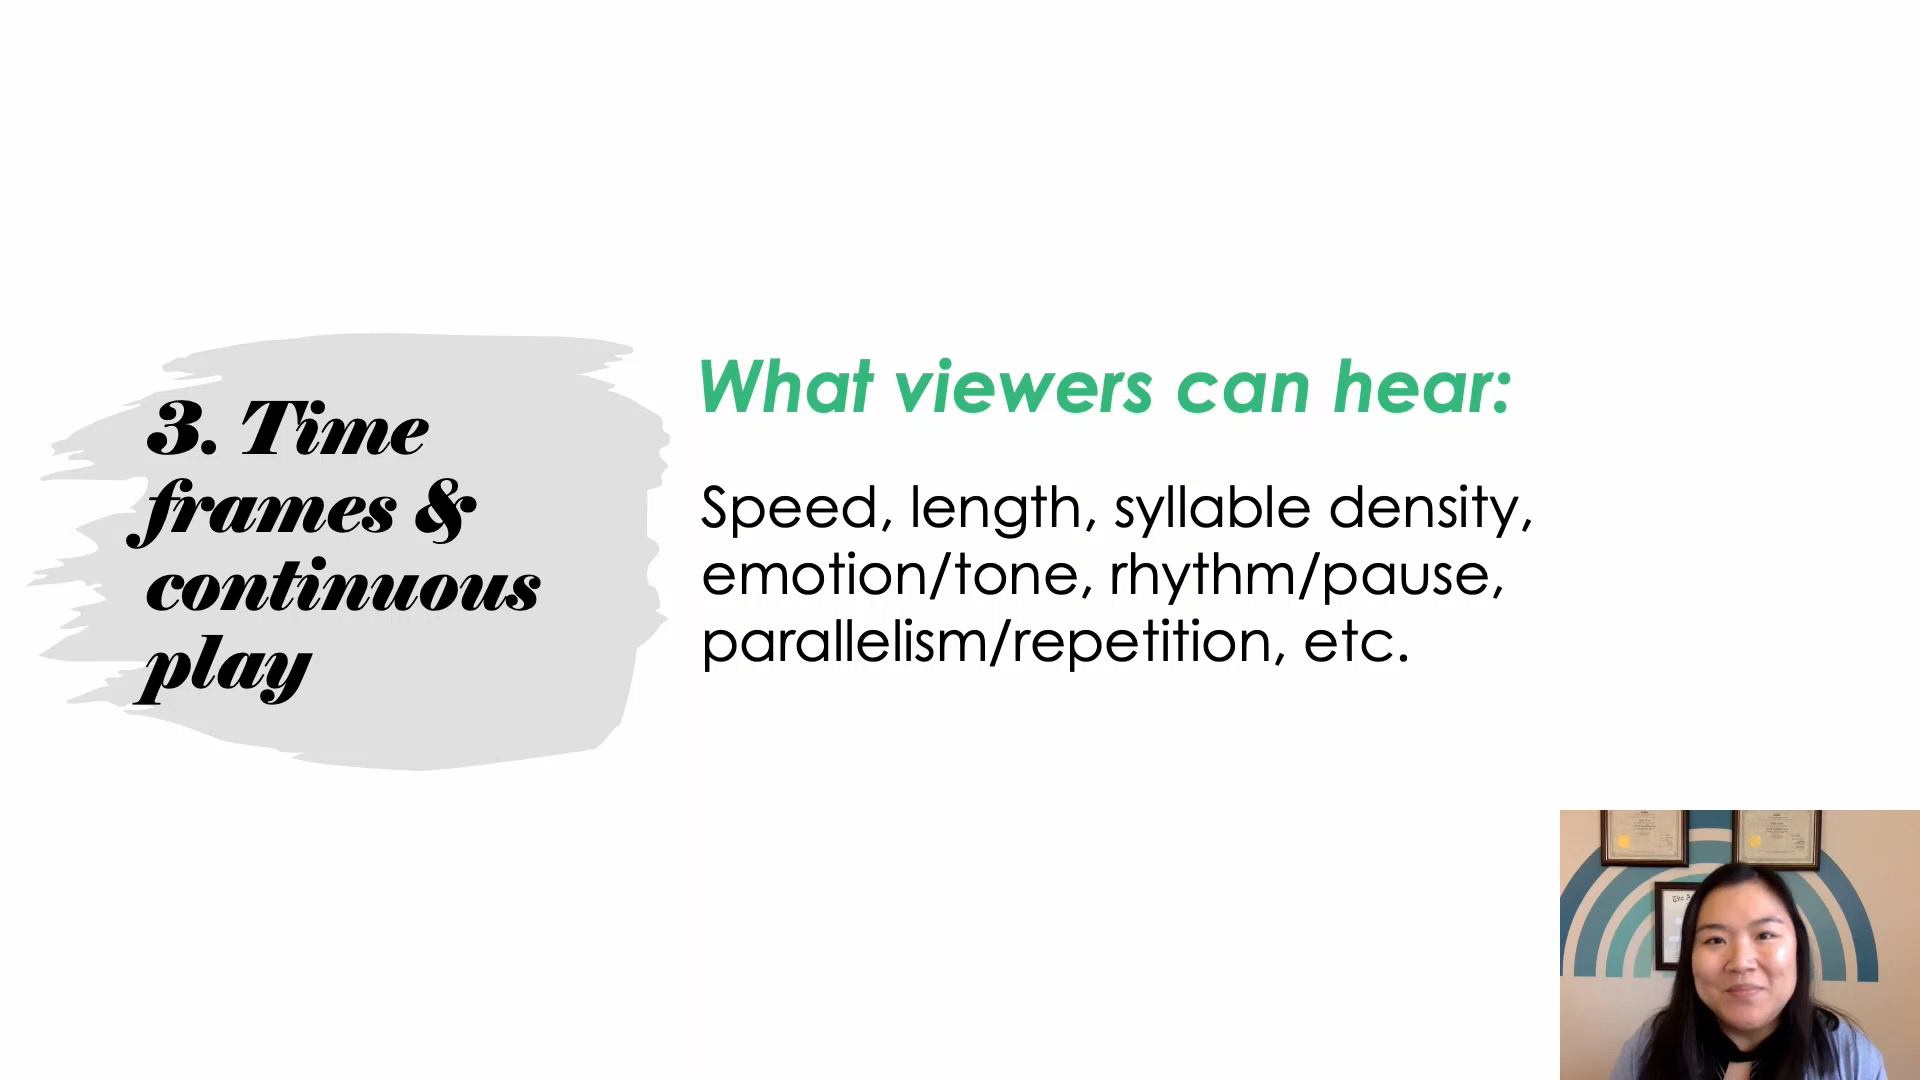 3. Time
frames &
continuous
play
What viewers can hear:
Speed, length, syllable density,
emotion/tone, rhythm/pause,
parallelism/repetition, etc.